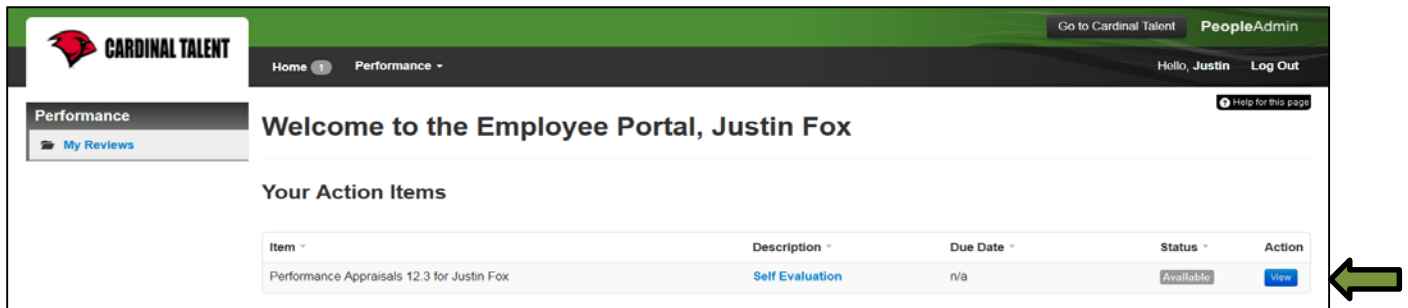 CARDINAL TALENT
Go to Cardinal Talent PeopleAdmin
Home 1 Performance
Hello, Justin Log Out
Help for this page
Performance
My Reviews
Welcome to the Employee Portal, Justin Fox
Your Action Items
Item Description Due Date Status Action
Performance Appraisals 12.3 for Justin Fox Self Evaluation n/a Available View